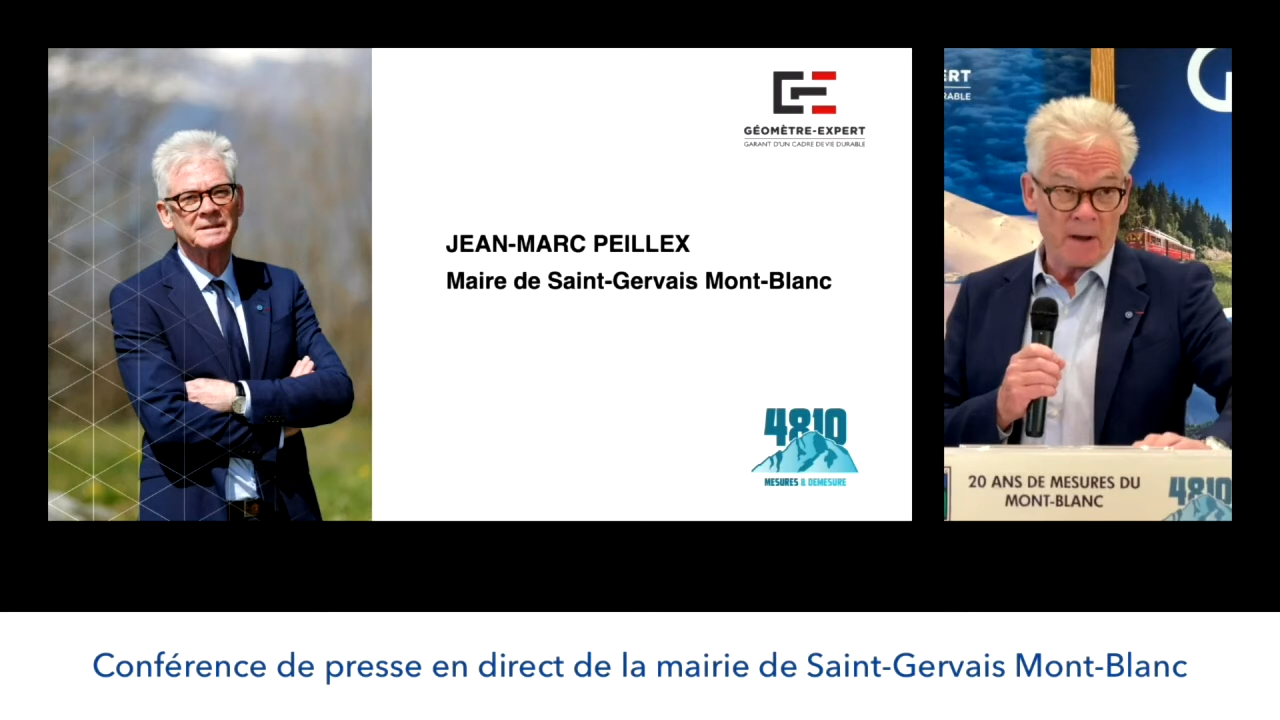 GÉOMÈTRE-EXPERT
GARANT D'UN CADRE DE VIE DURABLE
JEAN-MARC PEILLEX
Maire de Saint-Gervais Mont-Blanc
4810
MESURES & DEMESURE
ERT
RABLE
G
20 ANS DE MESURES DU
MONT-BLANC
4810
Conférence de presse en direct de la mairie de Saint-Gervais Mont-Blanc